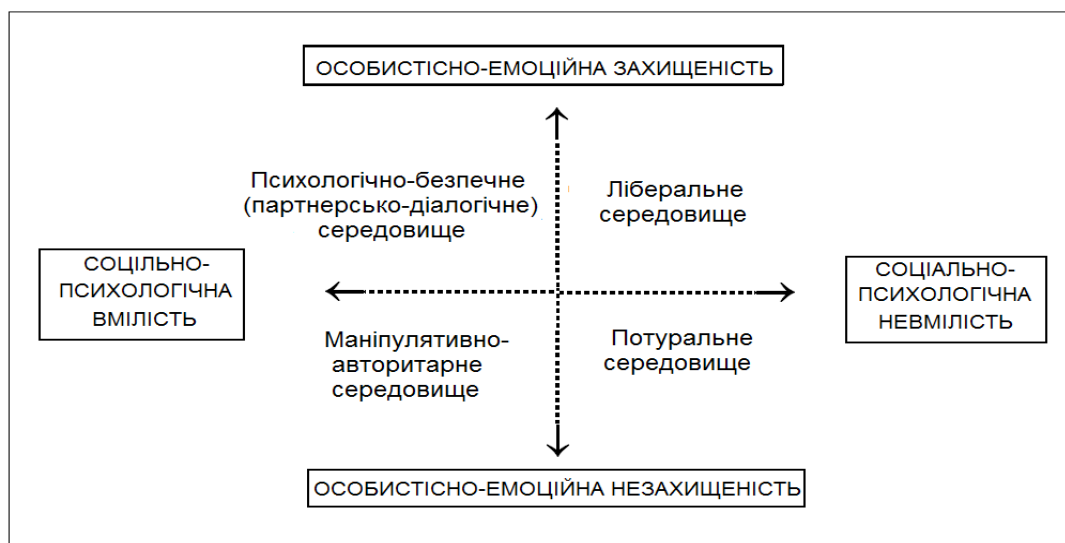 ОСОБИСТІСНО-ЕМОЦІЙНА ЗАХИЩЕНІСТЬ
Психологічно-безпечне
(партнерсько-діалогічне)
середовище
Ліберальне
середовище
СОЦІЛЬНО-
ПСИХОЛОГІЧНА
ВМІЛІСТЬ
СОЦІАЛЬНО-
ПСИХОЛОГІЧНА
НЕВМІЛІСТЬ
Маніпулятивно-
авторитарне
середовище
Потуральне
середовище
ОСОБИСТІСНО-ЕМОЦІЙНА НЕЗАХИЩЕНІСТЬ